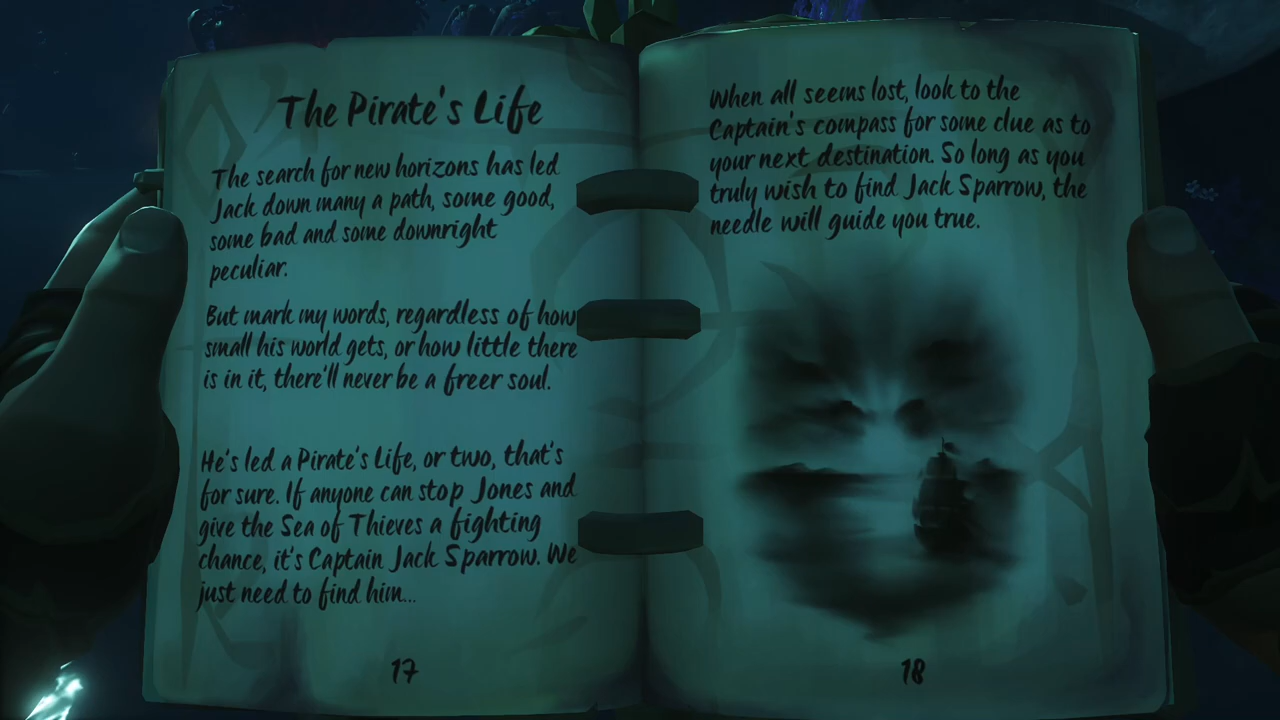 The Pirate's Life
The search for new horizons has led
Jack down many a path, some good,
some bad and some downright
peculiar.
But mark my words, regardless of how
small his world gets, or how little there
is in it, there'll never be a freer soul.
He's led a Pirate's Life, or two, that's
for sure. If anyone can stop Jones and
give the Sea of Thieves a fighting
chance, it's Captain Jack Sparrow. We
just need to find him...
17
When all seems lost, look to the
Captain's compass for some clue as to
your next destination. So long as you
truly wish to find Jack Sparrow, the
needle will guide you true.
18